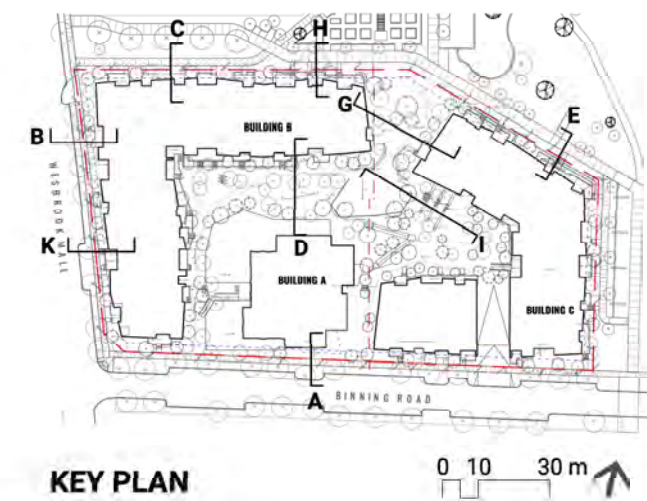 C
H
G
E
B
BUILDING B
WISBROOK WALL
K
D
I
BUILDING A
BUILDING C
A
BINNING ROAD
KEY PLAN
0 10 30 m